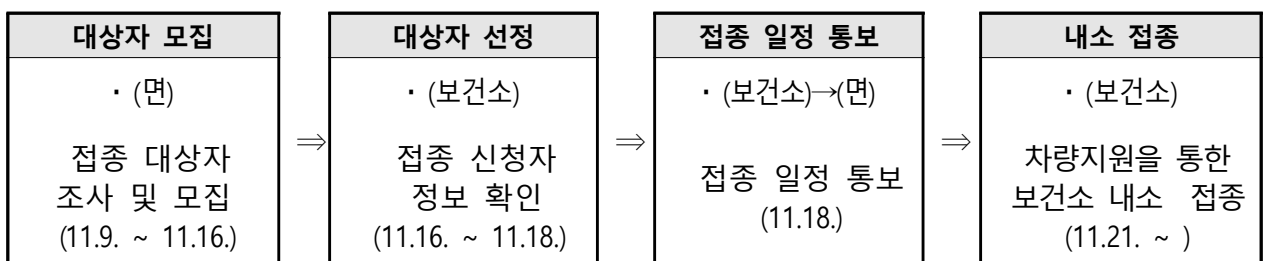 대상자 모집
· (면)
접종 대상자
조사 및 모집
(11.9. ~ 11.16.)
⇒
대상자 선정
· (보건소)
접종 신청자
정보 확인
(11.16. ~ 11.18.)
⇒
접종 일정 통보
· (보건소)→(면)
접종 일정 통보
(11.18.)
⇒
내소 접종
· (보건소)
차량지원을 통한
보건소 내소 접종
(11.21. ~ )